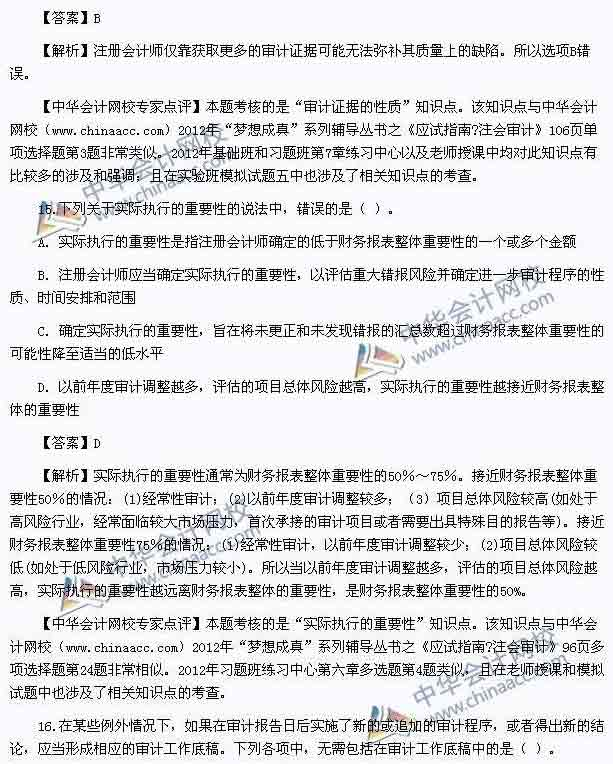 【答案】B
【解析】注册会计师仅靠获取更多的审计证据可能无法弥补其质量上的缺陷。所以选项B错
误。
【中华会计网校专家点评】本题考核的是“审计证据的性质”知识点。该知识点与中华会
计网校（www.chinaacc.com）2012年“梦想成真”系列辅导丛书之《应试指南?注会审计》106页单
项选择题第3题非常类似。2012年基础班和习题班第7章练习中心以及老师授课中均对此知识点有
比较多的涉及和强调；且在实验班模拟试题五中也涉及了相关知识点的考查。
15.下列关于实际执行的重要性的说法中，错误的是（ ）。
A．实际执行的重要性是指注册会计师确定的低于财务报表整体重要性的一个或多个金额
B．注册会计师应当确定实际执行的重要性，以评估重大错报风险并确定进一步审计程序的性
质、时间安排和范围
C．确定实际执行的重要性，旨在将未更正和未发现错报的汇总数超过财务报表整体重要性的
可能性降至适当的低水平
D．以前年度审计调整越多，评估的项目总体风险越高，实际执行的重要性越接近财务报表整
体的重要性
【答案】D
【解析】实际执行的重要性通常为财务报表整体重要性的50%～75%。接近财务报表整体重
要性50%的情况：(1)经常性审计；(2)以前年度审计调整较多；（3）项目总体风险较高(如处于
高风险行业，经常面临较大市场压力，首次承接的审计项目或者需要出具特殊目的报告等)。接近
财务报表整体重要性75%的情况：(1)经常性审计，以前年度审计调整较少；(2)项目总体风险较
低(如处于低风险行业，市场压力较小)。所以当以前年度审计调整越多，评估的项目总体风险越
高，实际执行的重要性越远离财务报表整体的重要性，是财务报表整体重要性的50%。
【中华会计网校专家点评】本题考核的是“实际执行的重要性”知识点。该知识点与中华会
计网校（www.chinaacc.com）2012年“梦想成真”系列辅导丛书之《应试指南?注会审计》96页多
项选择题第24题非常相似。2012年习题班练习中心第六章多选题第4题类似，且在老师授课和模拟
试题中也涉及了相关知识点的考查。
16.在某些例外情况下，如果在审计报告日后实施了新的或追加的审计程序，或者得出新的结
论，应当形成相应的审计工作底稿。下列各项中，无需包括在审计工作底稿中的是（ ）。
中华会计网校
www.chinaacc.com
中华会计网校
www.chinaacc.com
中华会计网校
www.chinaacc.com
中华会计网校
www.chinaacc.com